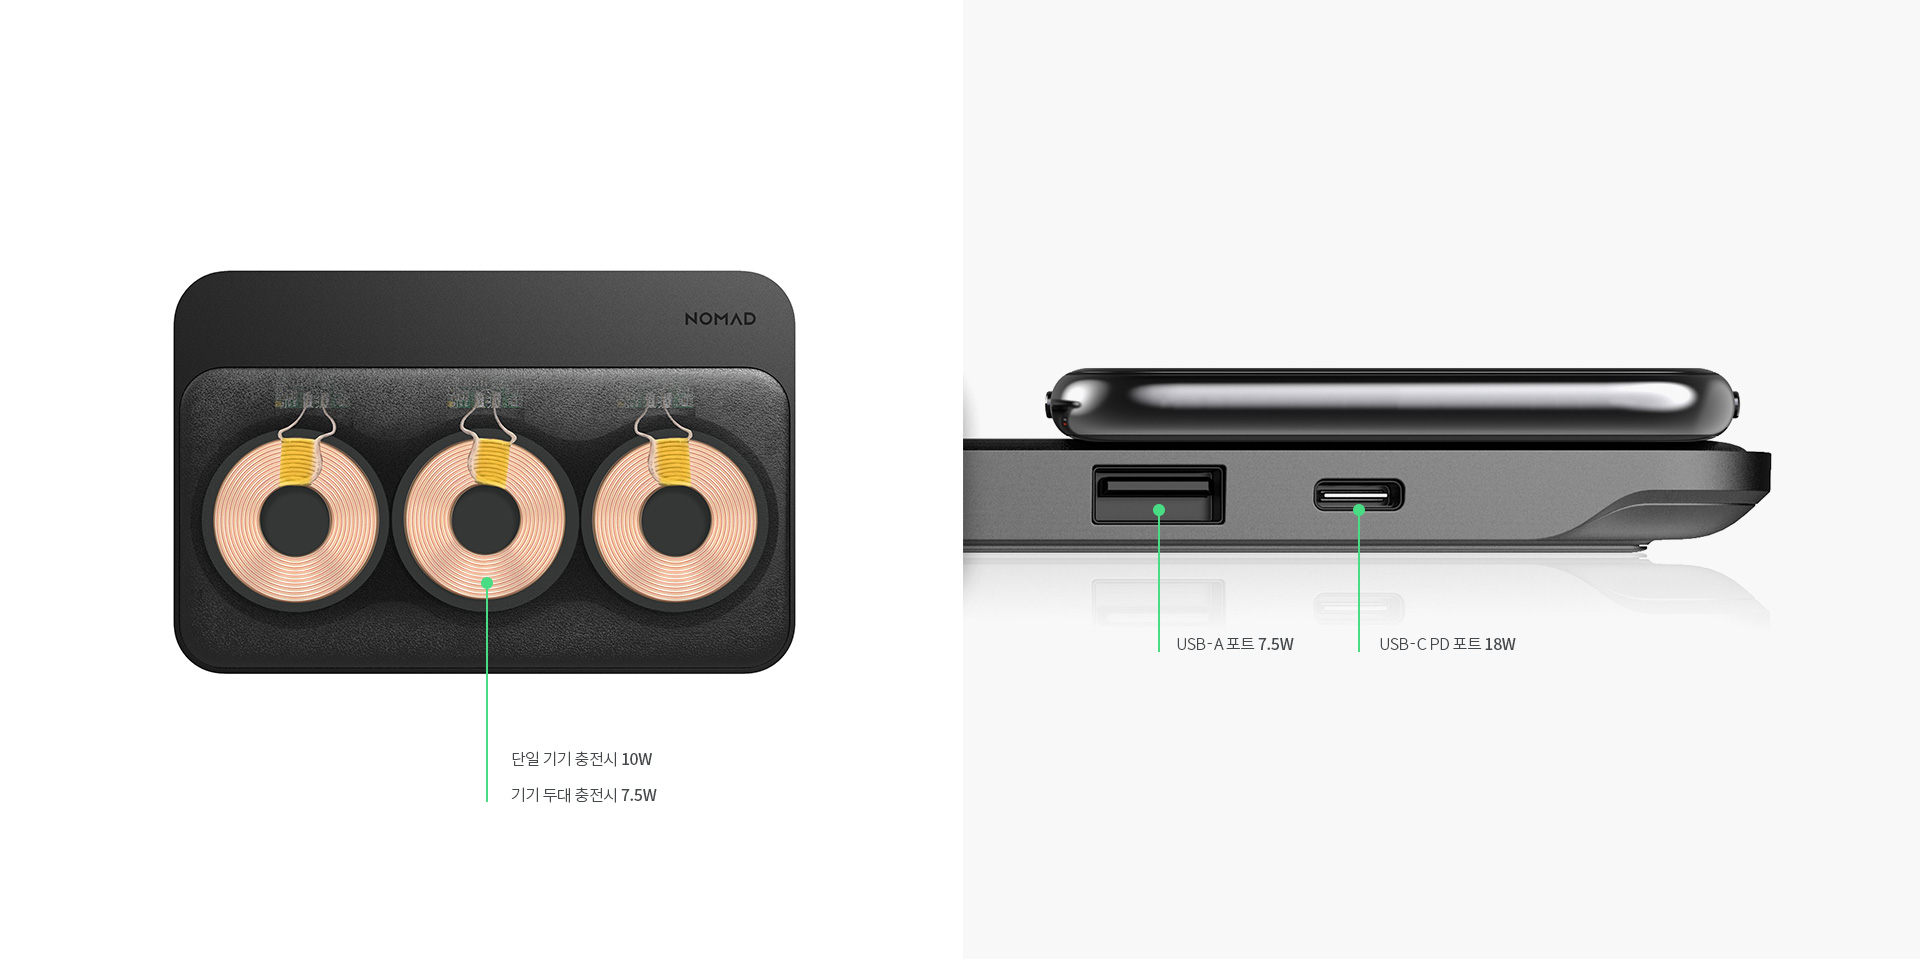 NOMAD
단일 기기 충전시 10W
기기 두대 충전시 7.5W
USB-A 포트 7.5W
USB-C PD 포트 18W